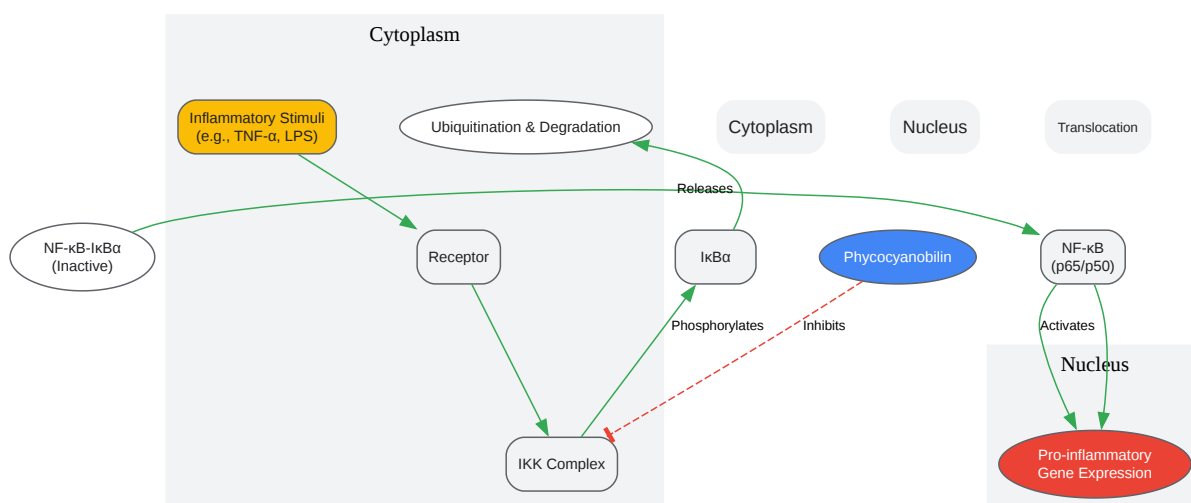 Cytoplasm
Inflammatory Stimuli
(e.g., TNF-α, LPS)
Ubiquitination & Degradation
Cytoplasm
Nucleus
Translocation
Releases
NF-κB-IκBα
(Inactive)
Receptor
IκBα
Phycocyanobilin
NF-κB
(p65/p50)
Phosphorylates
Inhibits
Activates
Nucleus
IKK Complex
Pro-inflammatory
Gene Expression